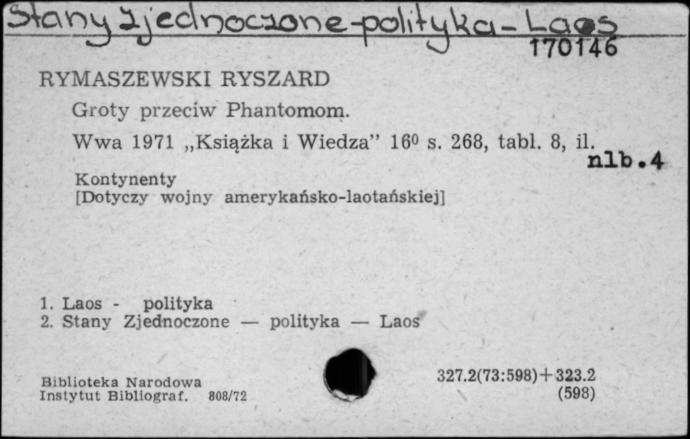 Stany Zjednoczone-polityka-Laos
170146
RYMASZEWSKI RYSZARD
Groty przeciw Phantomom.
Wwa 1971 „Książka i Wiedza” 16⁰ s. 268, tabl. 8, il.
nlb.4
Kontynenty
[Dotyczy wojny amerykańsko-laotańskiej]
1. Laos - polityka
2. Stany Zjednoczone — polityka — Laos
Biblioteka Narodowa
Instytut Bibliograf. 808/72
327.2(73:598)+323.2
(598)